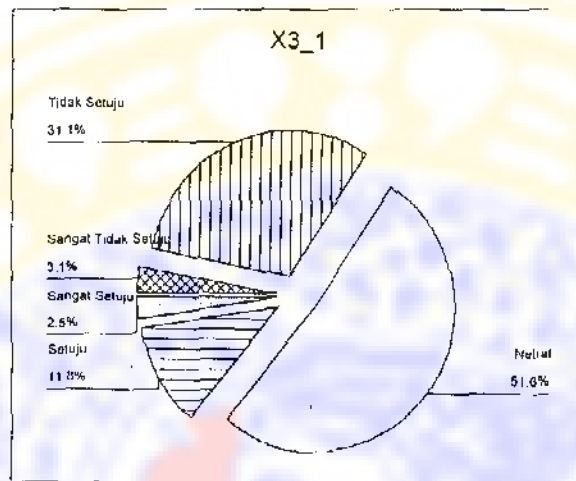 X3_1
Tidak Setuju
31.1%
Sangat Tidak Setuju
3.1%
Sangat Setuju
2.5%
Setuju
11.8%
Netral
51.6%